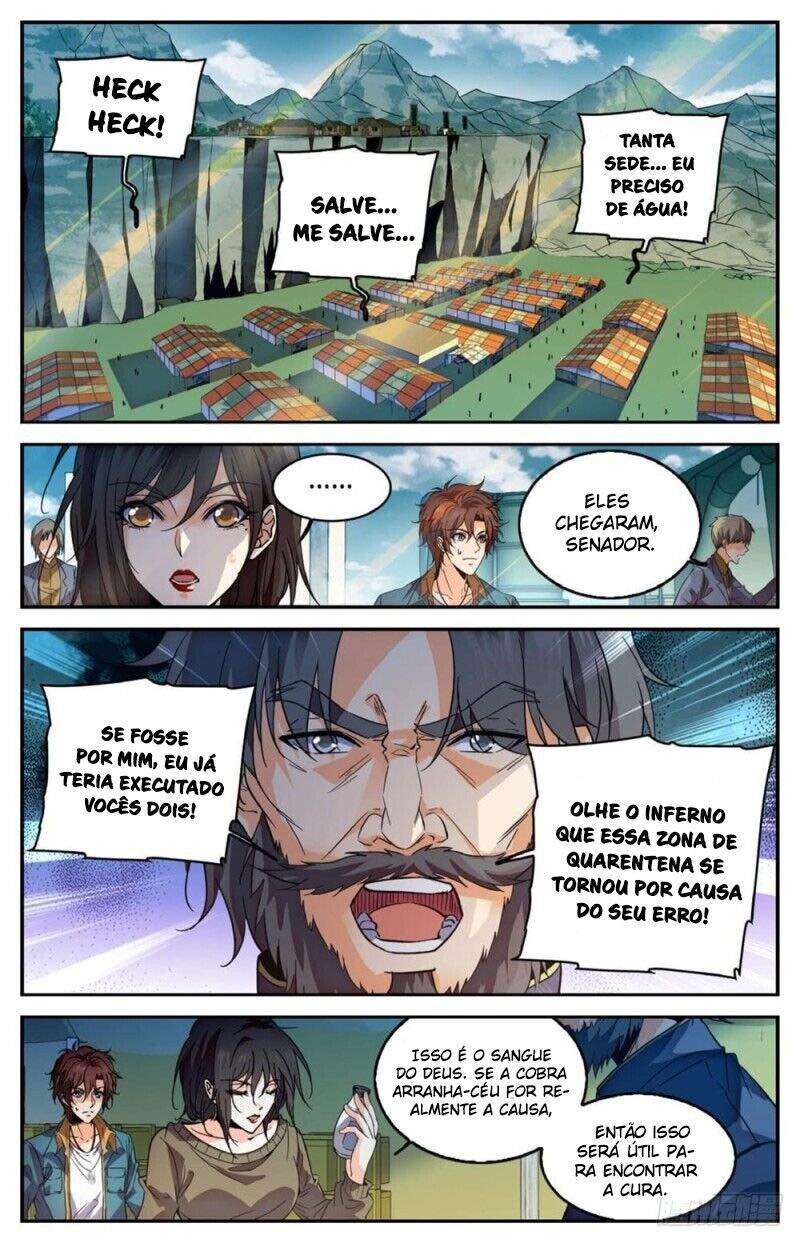 HECK
HECK!
SALVE...
ME SALVE...
TANTA
SEDE... EU
PRECISO
DE ÁGUA!
......
ELES
CHEGARAM,
SENADOR.
SE FOSSE
POR MIM, EU JÁ
TERIA EXECUTADO
VOCÊS DOIS!
OLHE O INFERNO
QUE ESSA ZONA DE
QUARENTENA SE
TORNOU POR CAUSA
DO SEU ERRO!
ISSO É O SANGUE
DO DEUS. SE A COBRA
ARRANHA-CÉU FOR RE-
ALMENTE A CAUSA,
ENTÃO ISSO
SERÁ ÚTIL PA-
RA ENCONTRAR
A CURA.